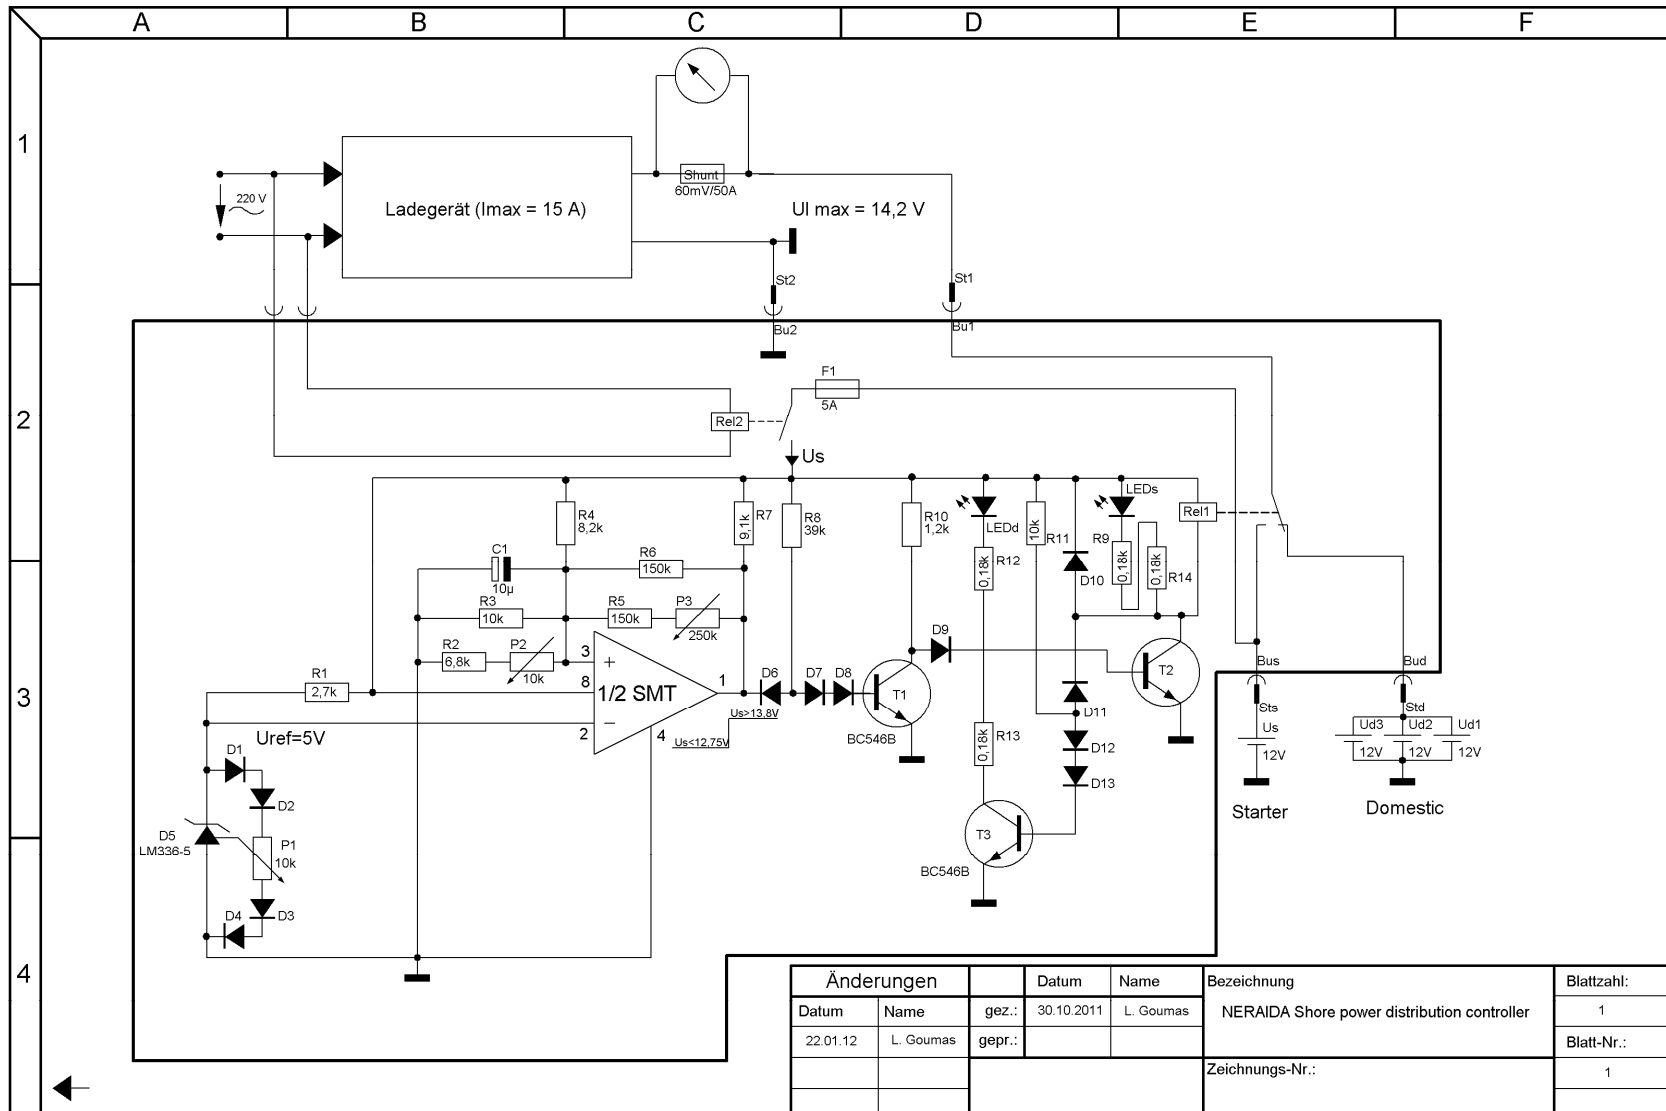 A B C D E F
1
2
3
4
220 V
Ladegerät (Imax = 15 A)
Shunt
60mV/50A
UI max = 14,2 V
St2
St1
Bu2
Bu1
F1
5A
Rel2
Us
R4
8,2k
9,1k
R7
R8
39k
R10
1,2k
LEDd
10k
R11
LEDs
Rel1
R9
0,18k
0,18k
R14
R12
0,18k
D10
C1
10µ
R6
150k
R3
10k
R5
150k
P3
250k
R2
6,8k
P2
10k
R1
2,7k
3
+
8
1/2 SMT
1
−
2
4
D6
D7
D8
D9
T1
T2
BC546B
Us>13,8V
Us<12,75V
D11
D12
D13
R13
0,18k
T3
BC546B
Uref=5V
D1
D2
D5
LM336-5
P1
10k
D4
D3
Bus
Bud
Sts
Std
Us
12V
Ud3
Ud2
Ud1
12V
12V
12V
Starter
Domestic
Änderungen
Datum Name
22.01.12 L. Goumas
Datum Name
gez.: 30.10.2011 L. Goumas
gepr.:
Bezeichnung
NERAIDA Shore power distribution controller
Zeichnungs-Nr.:
Blattzahl:
1
Blatt-Nr.:
1